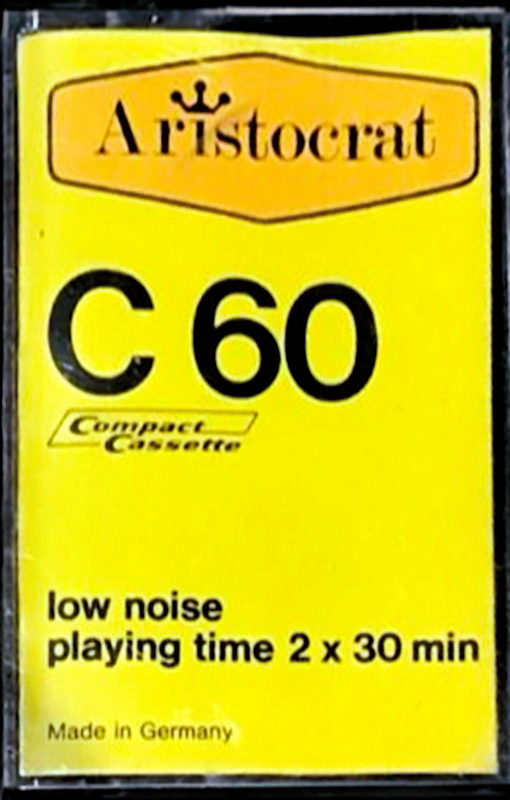 Aristocrat
C 60
Compact
Cassette
low noise
playing time 2 x 30 min
Made in Germany